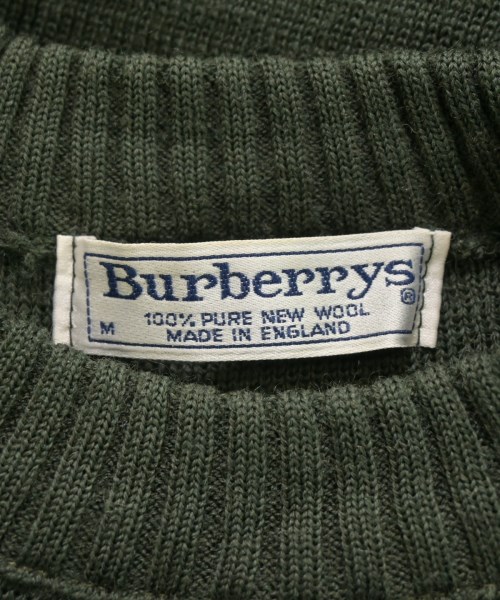 Burberrys®
M 100% PURE NEW WOOL
MADE IN ENGLAND